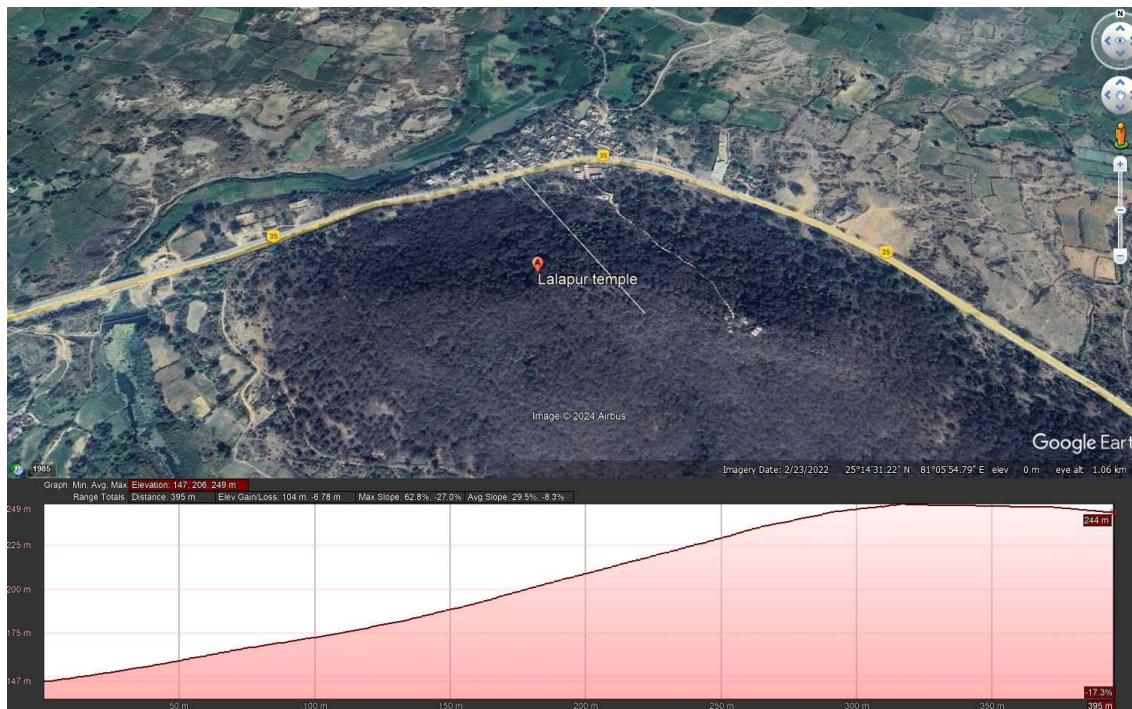 N
35
35
35
A
Lalapur temple
Image © 2024 Airbus
Google Eart
1985
Imagery Date: 2/23/2022 25°14'31.22" N 81°05'54.79" E elev 0 m eye alt 1.06 km
Graph: Min, Avg, Max Elevation: 147, 206, 249 m
Range Totals Distance: 395 m Elev Gain/Loss: 104 m, -6.78 m Max Slope: 62.8%, -27.0% Avg Slope: 29.5%, -8.3%
249 m
244 m
225 m
200 m
175 m
147 m
-17.3%
50 m 100 m 150 m 200 m 250 m 300 m 350 m 395 m